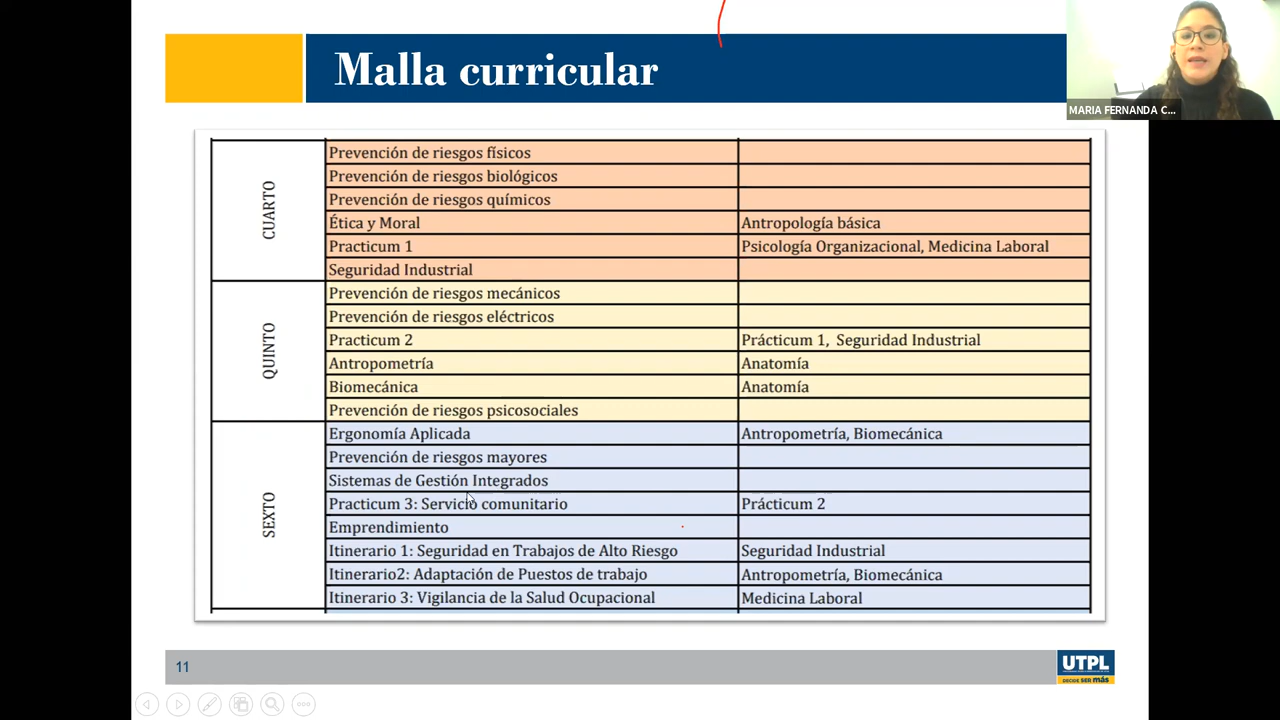 Malla curricular
MARIA FERNANDA C...
CUARTO
Prevención de riesgos físicos
Prevención de riesgos biológicos
Prevención de riesgos químicos
Ética y Moral Antropología básica
Practicum 1 Psicología Organizacional, Medicina Laboral
Seguridad Industrial
QUINTO
Prevención de riesgos mecánicos
Prevención de riesgos eléctricos
Practicum 2 Prácticum 1, Seguridad Industrial
Antropometría Anatomía
Biomecánica Anatomía
Prevención de riesgos psicosociales
SEXTO
Ergonomía Aplicada Antropometría, Biomecánica
Prevención de riesgos mayores
Sistemas de Gestión Integrados
Practicum 3: Servicio comunitario Prácticum 2
Emprendimiento
Itinerario 1: Seguridad en Trabajos de Alto Riesgo Seguridad Industrial
Itinerario2: Adaptación de Puestos de trabajo Antropometría, Biomecánica
Itinerario 3: Vigilancia de la Salud Ocupacional Medicina Laboral
11
UTPL
DECIDE SER más